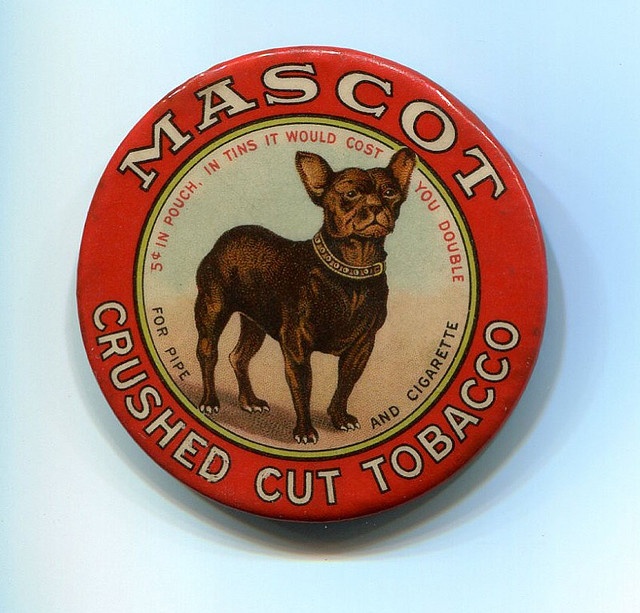 MASCOT
5¢ IN POUCH, IN TINS IT WOULD COST YOU DOUBLE
FOR PIPE AND CIGARETTE
CRUSHED CUT TOBACCO